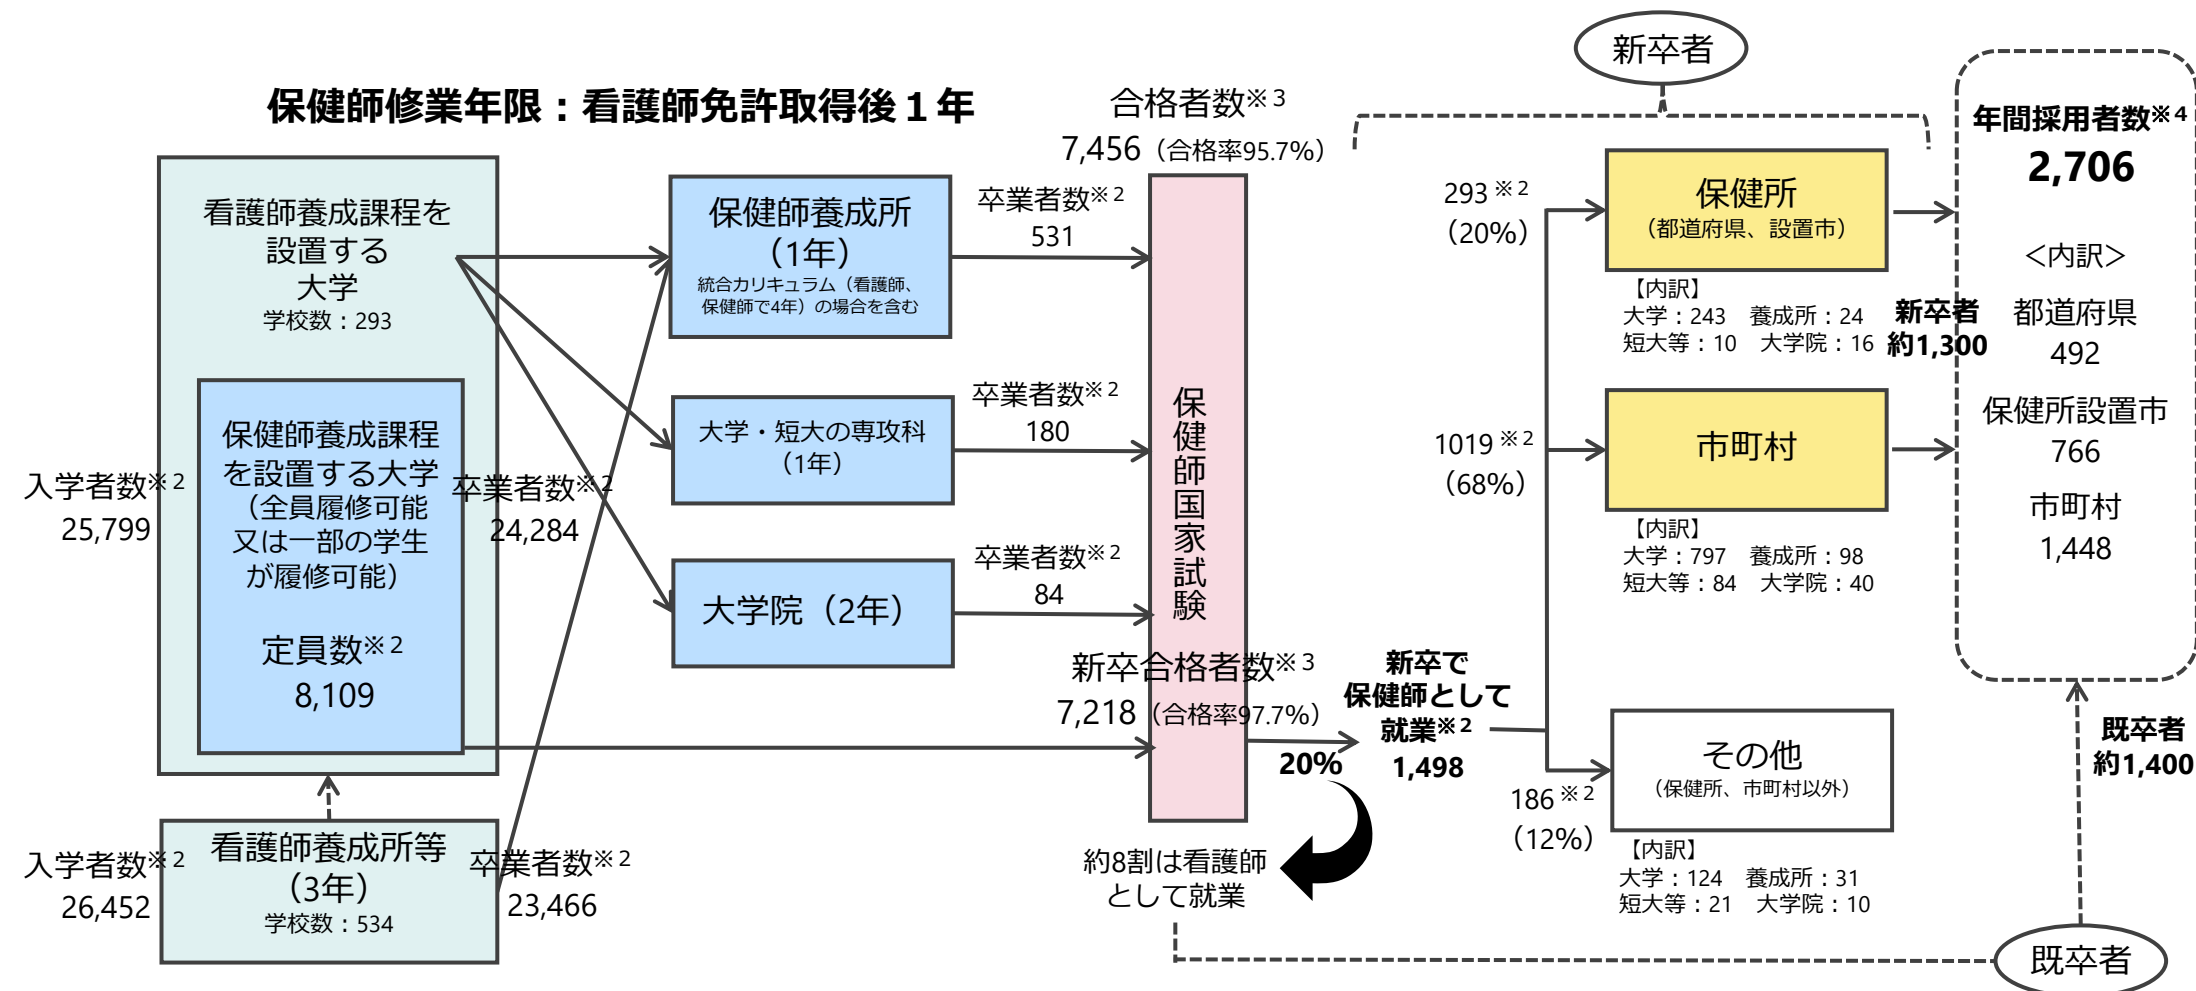 保健師修業年限：看護師免許取得後１年
看護師養成課程を
設置する
大学
学校数：293
保健師養成課程
を設置する大学
（全員履修可能
又は一部の学生
が履修可能）
定員数※2
8,109
入学者数※2
25,799
卒業者数※2
24,284
看護師養成所等
（3年）
学校数：534
入学者数※2
26,452
卒業者数※2
23,466
保健師養成所
（1年）
統合カリキュラム（看護師、
保健師で4年）の場合を含む
卒業者数※2
531
大学・短大の専攻科
（1年）
卒業者数※2
180
大学院（2年）
卒業者数※2
84
合格者数※3
7,456（合格率95.7%）
保健師国家試験
新卒合格者数※3
7,218（合格率97.7%）
20%
約8割は看護師
として就業
新卒で
保健師として
就業※2
1,498
新卒者
293※2
（20%）
保健所
（都道府県、設置市）
【内訳】
大学：243　養成所：24
短大等：10　大学院：16
1019※2
（68%）
市町村
【内訳】
大学：797　養成所：98
短大等：84　大学院：40
186※2
（12%）
その他
（保健所、市町村以外）
【内訳】
大学：124　養成所：31
短大等：21　大学院：10
新卒者
約1,300
年間採用者数※4
2,706
＜内訳＞
都道府県
492
保健所設置市
766
市町村
1,448
既卒者
約1,400
既卒者